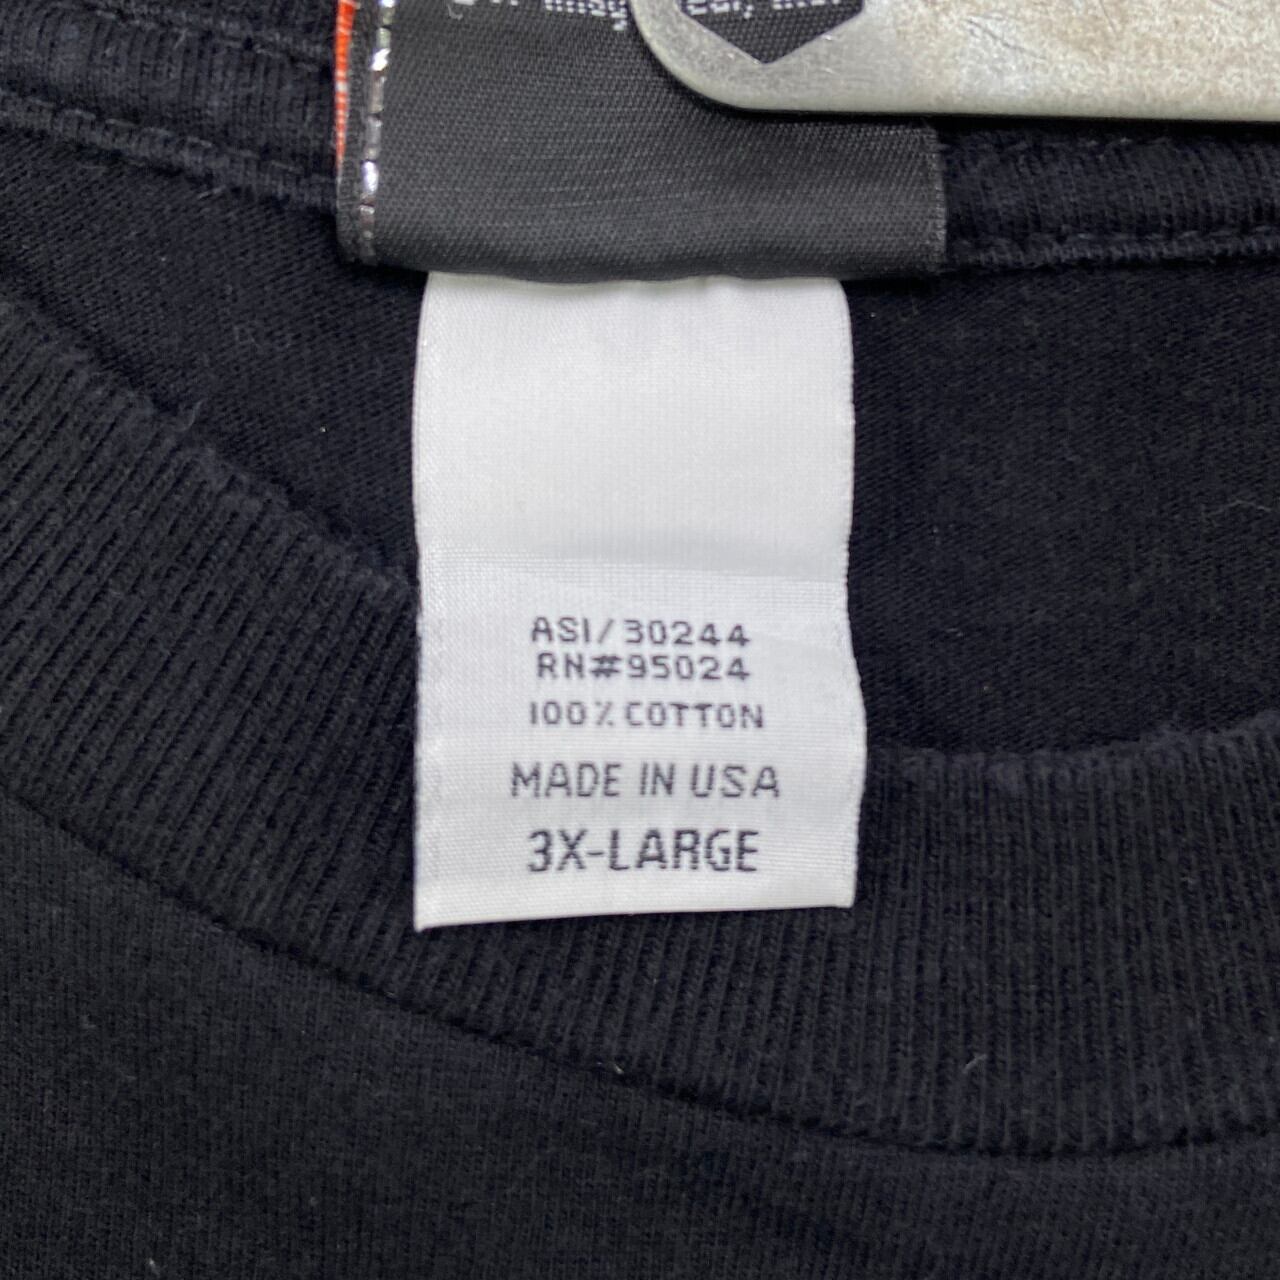 ASI/30244
RN#95024
100% COTTON
MADE IN USA
3X-LARGE